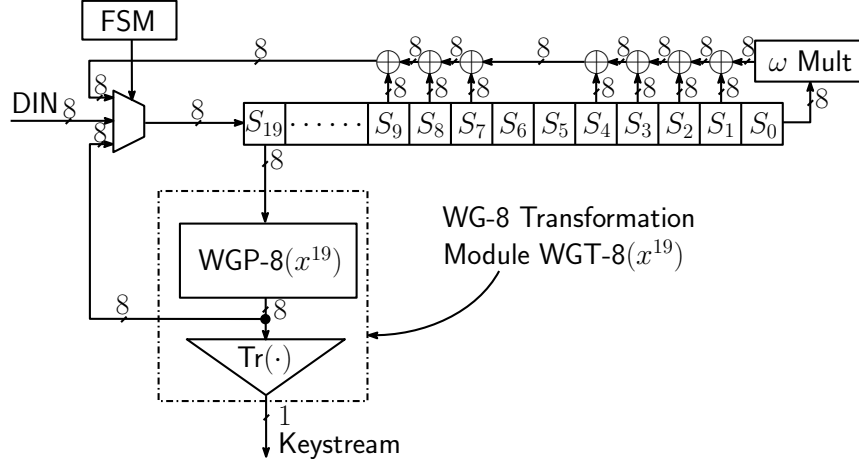 FSM
8 8 8 8 8 8 8 8
ω Mult
8 8 8 8 8 8 8 8 8
DIN 8 8 8
S₁₉ · · · · · · S₉ S₈ S₇ S₆ S₅ S₄ S₃ S₂ S₁ S₀
8
WG-8 Transformation
Module WGT-8(x¹⁹)
WGP-8(x¹⁹)
8 8
Tr(·)
1
Keystream